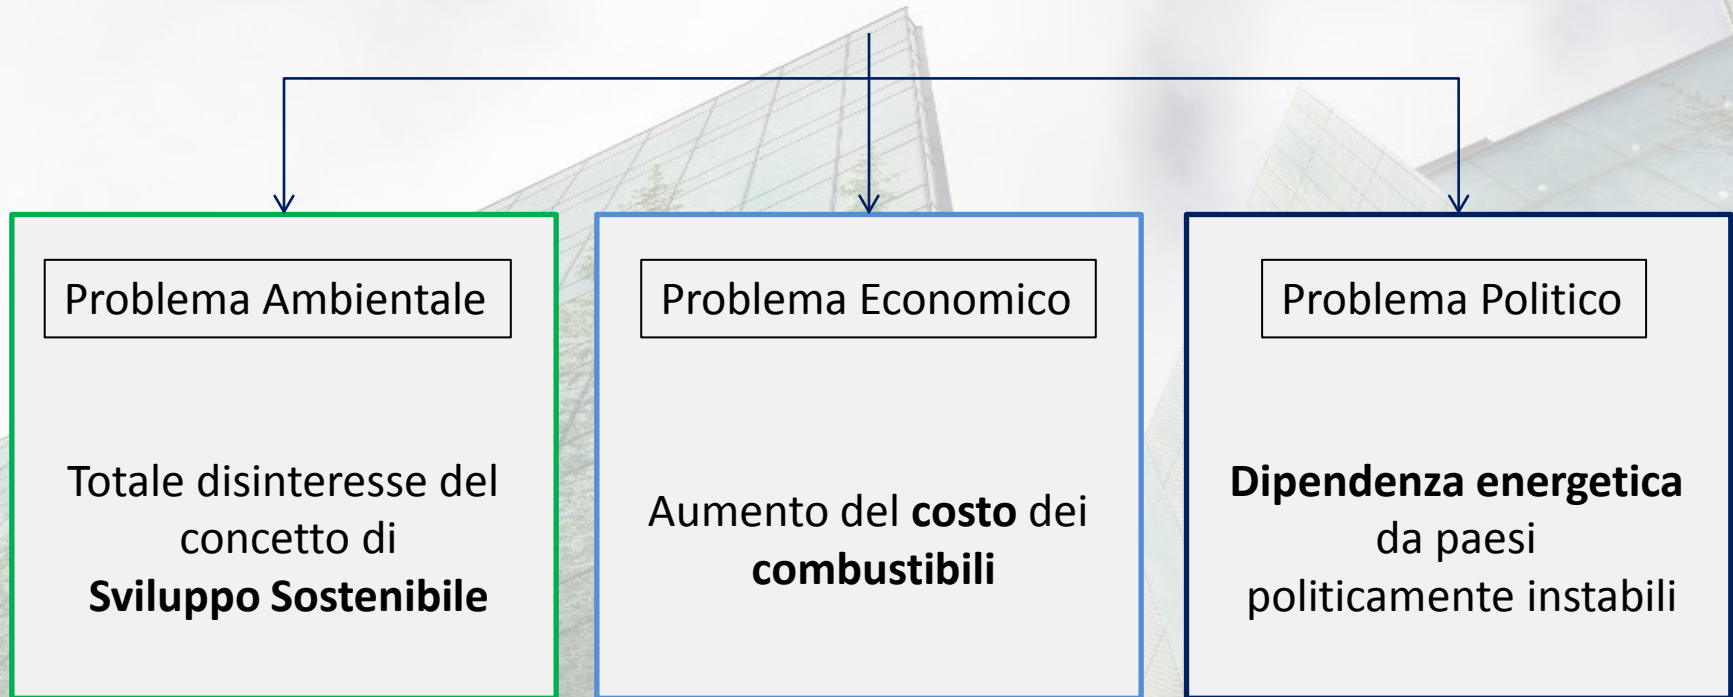 Problema Ambientale
Totale disinteresse del
concetto di
Sviluppo Sostenibile
Problema Economico
Aumento del costo dei
combustibili
Problema Politico
Dipendenza energetica
da paesi
politicamente instabili